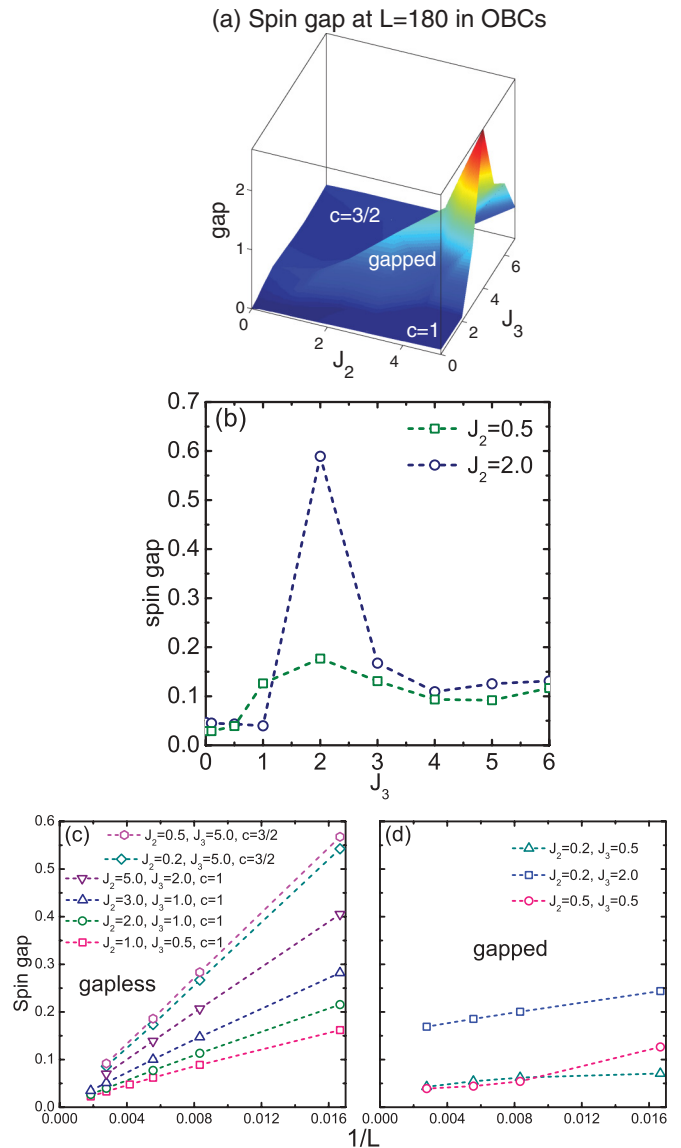 (a) Spin gap at L=180 in OBCs
gap
2
1
0
c=3/2
gapped
c=1
0
2
4
J₂
0
2
4
6
J₃
(b)
0.7
0.6
0.5
0.4
0.3
0.2
0.1
0.0
spin gap
J₂=0.5
J₂=2.0
0 1 2 3 4 5 6
J₃
(c)
0.6
0.5
0.4
0.3
0.2
0.1
0.0
Spin gap
J₂=0.5, J₃=5.0, c=3/2
J₂=0.2, J₃=5.0, c=3/2
J₂=5.0, J₃=2.0, c=1
J₂=3.0, J₃=1.0, c=1
J₂=2.0, J₃=1.0, c=1
J₂=1.0, J₃=0.5, c=1
gapless
0.000 0.004 0.008 0.012 0.016
(d)
J₂=0.2, J₃=0.5
J₂=0.2, J₃=2.0
J₂=0.5, J₃=0.5
gapped
0.000 0.004 0.008 0.012 0.016
1/L